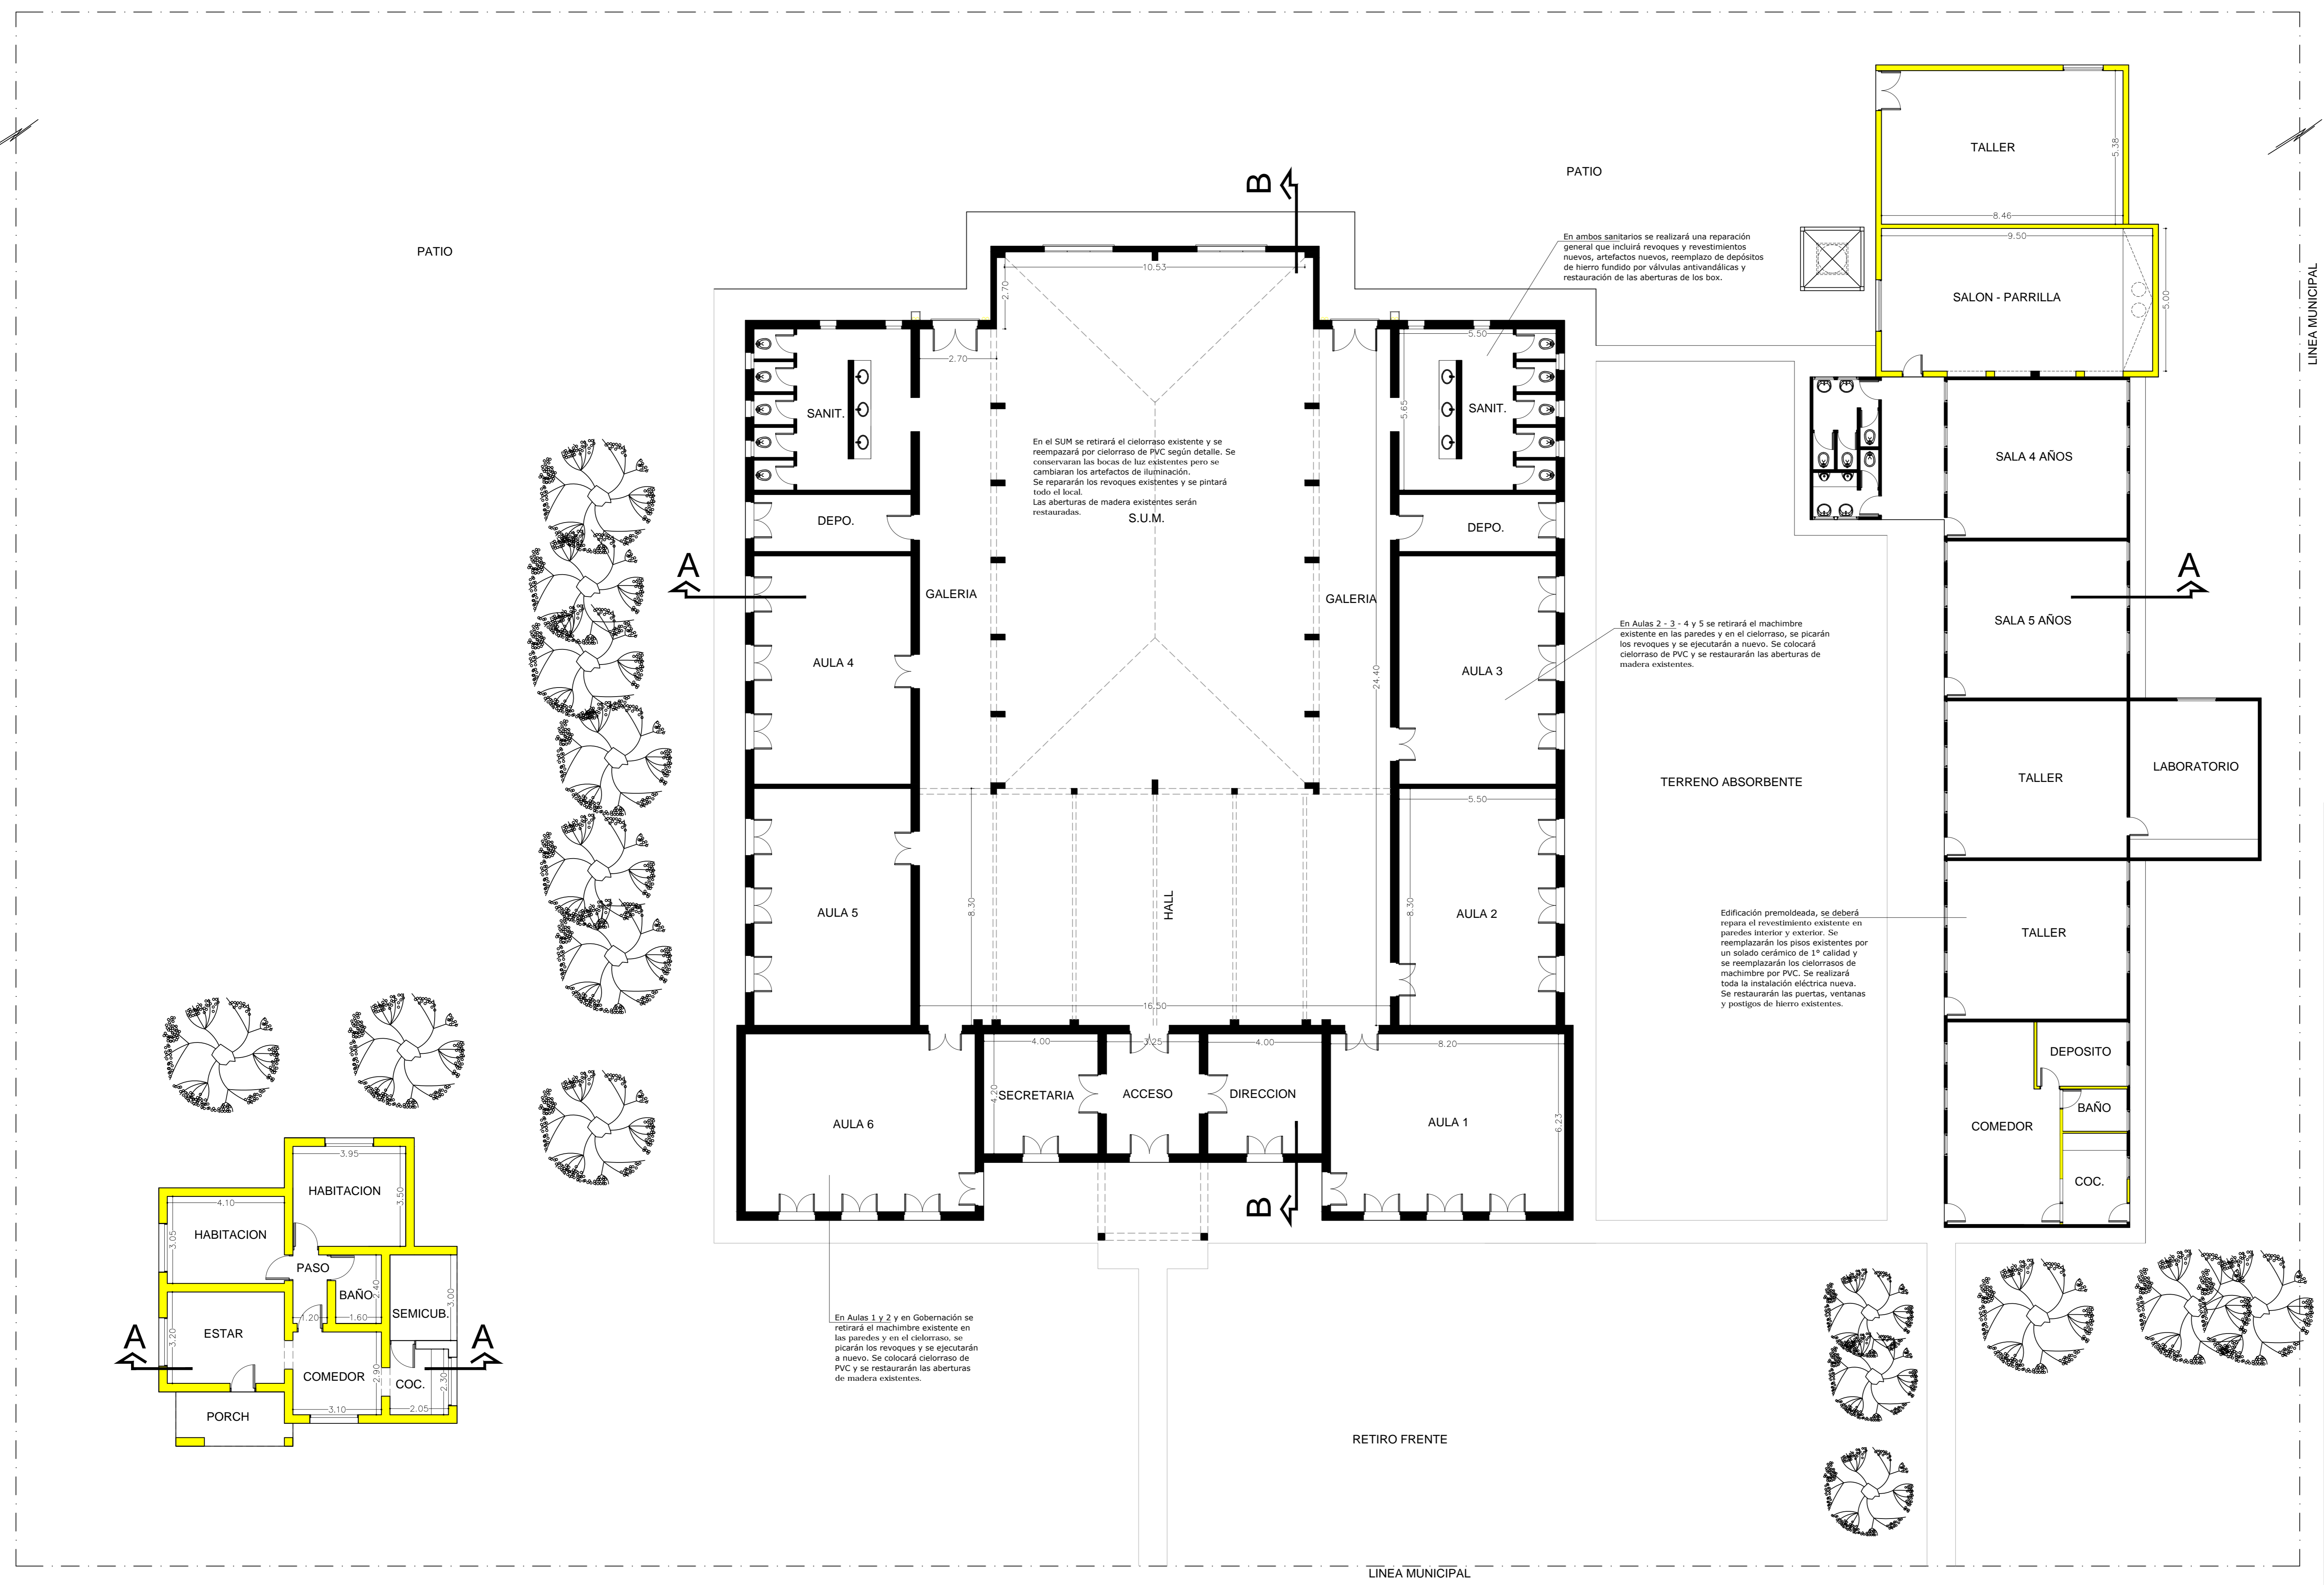 PATIO
PATIO
B
TALLER
5.38
8.46
9.50
SALON - PARRILLA
5.00
LINEA MUNICIPAL
En ambos sanitarios se realizará una reparación
general que incluirá revoques y revestimientos
nuevos, artefactos nuevos, reemplazo de depósitos
de hierro fundido por válvulas antivandálicas y
restauración de las aberturas de los box.
10.53
2.70
2.70
5.50
5.65
SANIT.
SANIT.
En el SUM se retirará el cielorraso existente y se
reempazará por cielorraso de PVC según detalle. Se
conservaran las bocas de luz existentes pero se
cambiaran los artefactos de iluminación.
Se repararán los revoques existentes y se pintará
todo el local.
Las aberturas de madera existentes serán
restauradas.
S.U.M.
DEPO.
DEPO.
SALA 4 AÑOS
A
A
GALERIA
GALERIA
SALA 5 AÑOS
En Aulas 2 - 3 - 4 y 5 se retirará el machimbre
existente en las paredes y en el cielorraso, se picarán
los revoques y se ejecutarán a nuevo. Se colocará
cielorraso de PVC y se restaurarán las aberturas de
madera existentes.
AULA 4
AULA 3
24.40
TERRENO ABSORBENTE
TALLER
LABORATORIO
5.50
8.30
8.30
HALL
AULA 5
AULA 2
TALLER
Edificación premoldeada, se deberá
repara el revestimiento existente en
paredes interior y exterior. Se
reemplazarán los pisos existentes por
un solado cerámico de 1° calidad y
se reemplazarán los cielorrasos de
machimbre por PVC. Se realizará
toda la instalación eléctrica nueva.
Se restaurarán las puertas, ventanas
y postigos de hierro existentes.
16.50
4.00
3.25
4.00
8.20
4.20
6.23
SECRETARIA
ACCESO
DIRECCION
AULA 6
AULA 1
DEPOSITO
BAÑO
COMEDOR
COC.
B
3.95
HABITACION
3.50
4.10
HABITACION
3.05
PASO
BAÑO
2.40
1.20
1.60
SEMICUB.
3.00
ESTAR
3.20
A
A
COMEDOR
2.90
COC.
2.30
3.10
2.05
PORCH
En Aulas 1 y 2 y en Gobernación se
retirará el machimbre existente en
las paredes y en el cielorraso, se
picarán los revoques y se ejecutarán
a nuevo. Se colocará cielorraso de
PVC y se restaurarán las aberturas
de madera existentes.
RETIRO FRENTE
LINEA MUNICIPAL